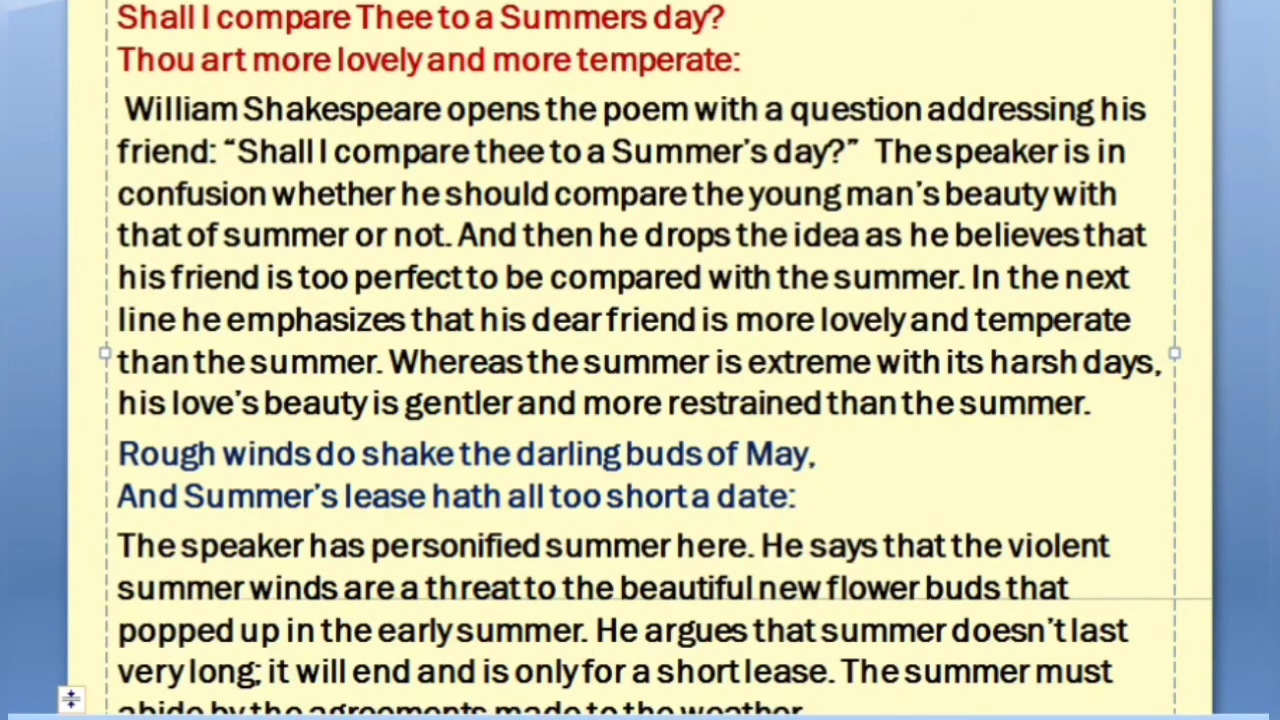 Shall I compare Thee to a Summers day?
Thou art more lovely and more temperate:
William Shakespeare opens the poem with a question addressing his
friend: “Shall I compare thee to a Summer’s day?” The speaker is in
confusion whether he should compare the young man’s beauty with
that of summer or not. And then he drops the idea as he believes that
his friend is too perfect to be compared with the summer. In the next
line he emphasizes that his dear friend is more lovely and temperate
than the summer. Whereas the summer is extreme with its harsh days,
his love’s beauty is gentler and more restrained than the summer.
Rough winds do shake the darling buds of May,
And Summer’s lease hath all too short a date:
The speaker has personified summer here. He says that the violent
summer winds are a threat to the beautiful new flower buds that
popped up in the early summer. He argues that summer doesn’t last
very long; it will end and is only for a short lease. The summer must
abide by the agreements made to the weather.